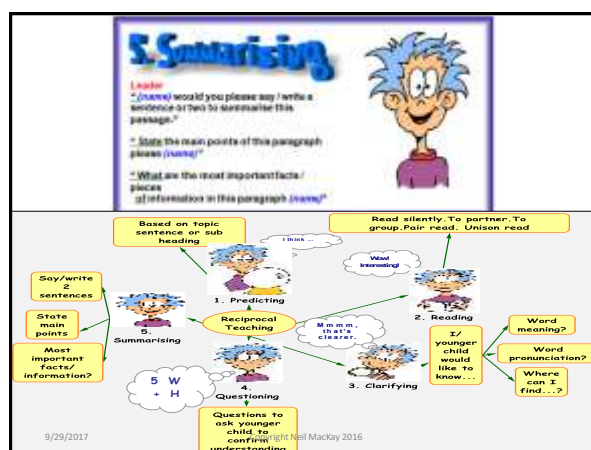 5. Summarising
Leader
"(name) would you please say / write a
sentence or two to summarise this
passage."
" State the main points of this paragraph
please (name)"
" What are the most important facts /
pieces
of information in this paragraph (name)"
Based on topic
sentence or sub
heading
I think ...
Read silently.To partner.To
group.Pair read. Unison read
Wow!
Interesting!
1. Predicting
2. Reading
Say/write
2
sentences
State
main
points
Most
important
facts/
information?
5.
Summarising
Reciprocal
Teaching
Mmmm,
that's
clearer.
I/
younger
child
would
like to
know...
Word
meaning?
Word
pronunciation?
Where
can I
find...?
3. Clarifying
5 W
+ H
4.
Questioning
Questions to
ask younger
child to
confirm
understanding
9/29/2017
Copyright Neil MacKay 2016